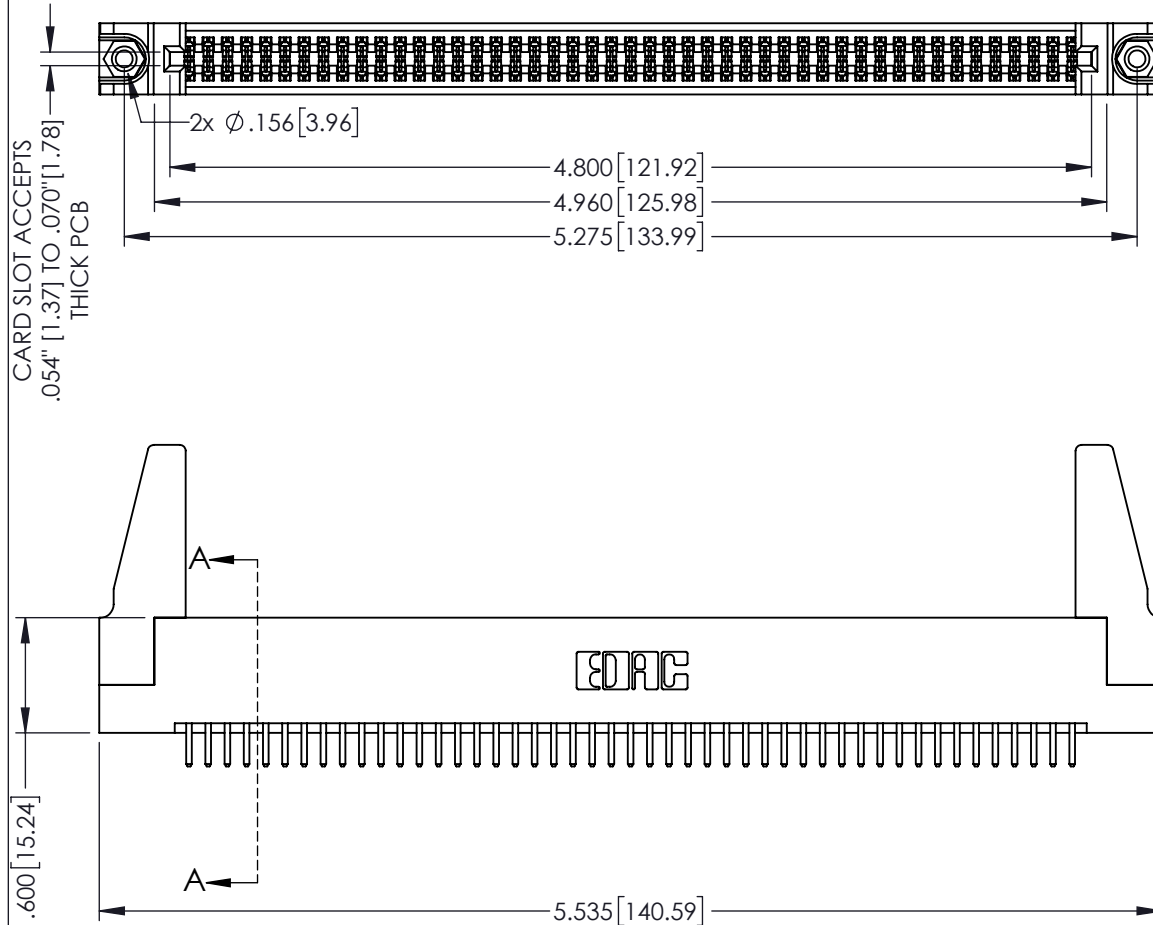 2x Ø.156[3.96]
4.800[121.92]
4.960[125.98]
5.275[133.99]
CARD SLOT ACCEPTS
.054" [1.37] TO .070"[1.78]
THICK PCB
A
EDAC
A
.600[15.24]
5.535[140.59]